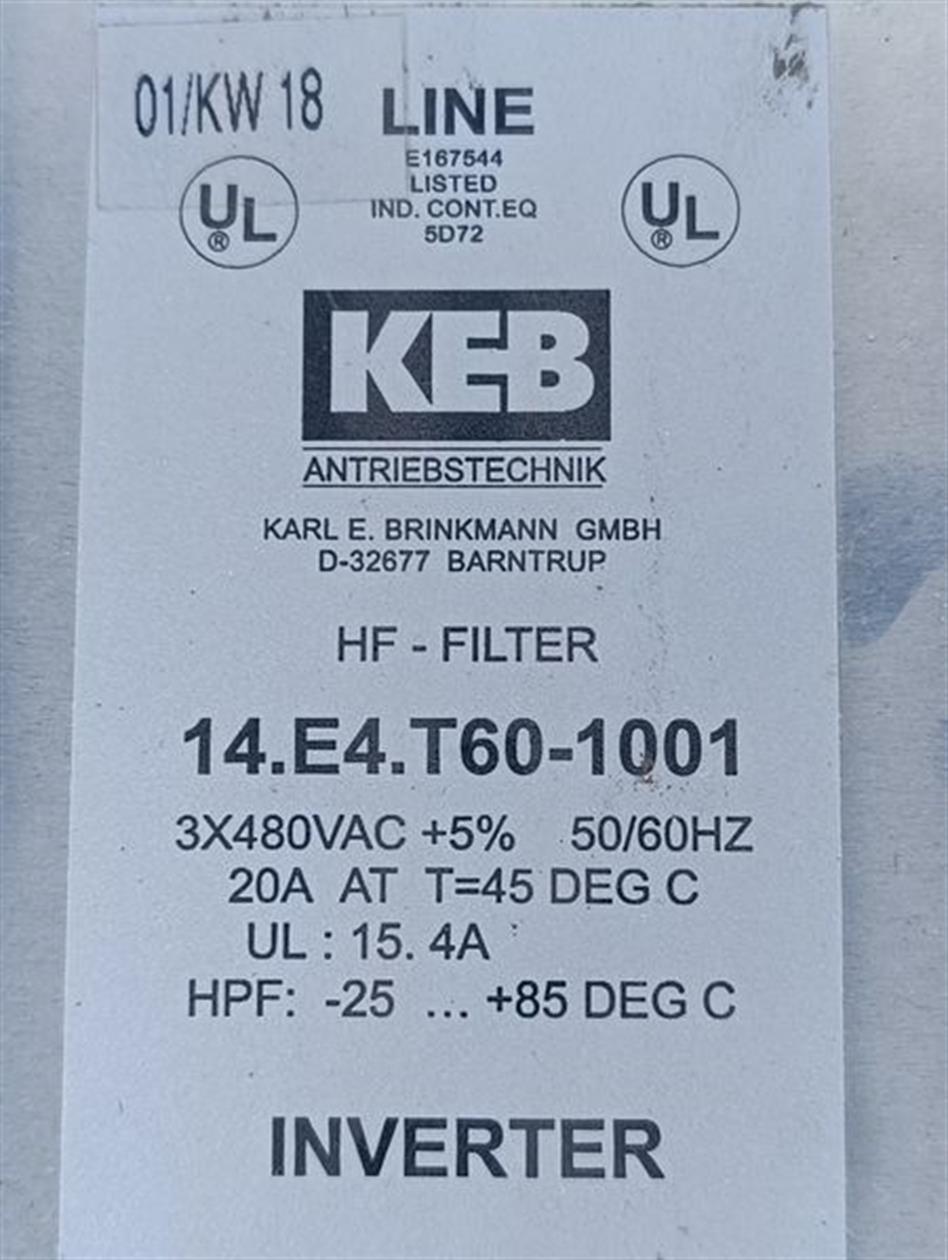 01/KW 18
LINE
E167544
LISTED
IND. CONT.EQ
5D72
UL ®
UL ®
KEB
ANTRIEBSTECHNIK
KARL E. BRINKMANN GMBH
D-32677 BARNTRUP
HF - FILTER
14.E4.T60-1001
3X480VAC +5% 50/60HZ
20A AT T=45 DEG C
UL : 15. 4A
HPF: -25 ... +85 DEG C
INVERTER